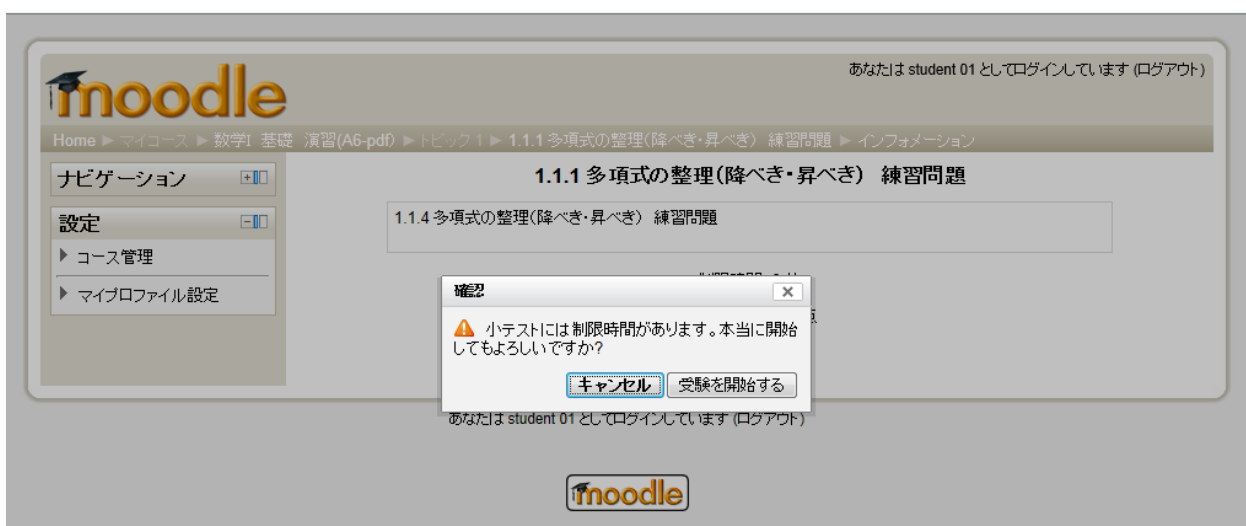 moodle
あなたは student 01 としてログインしています (ログアウト)
Home ► マイコース ► 数学I 基礎 演習(A6-pdf) ► トピック 1 ► 1.1.1 多項式の整理(降べき・昇べき) 練習問題 ► インフォメーション
ナビゲーション
設定
コース管理
マイプロファイル設定
1.1.1 多項式の整理(降べき・昇べき) 練習問題
1.1.4 多項式の整理(降べき・昇べき) 練習問題
確認
小テストには制限時間があります。本当に開始
してもよろしいですか?
キャンセル 受験を開始する
あなたは student 01 としてログインしています (ログアウト)
moodle